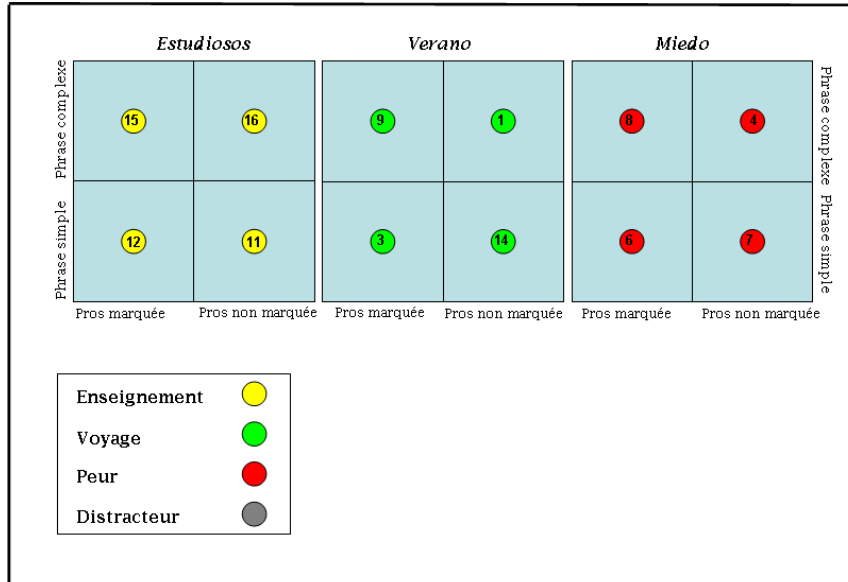 Estudiosos Verano Miedo
Phrase complexe
15 16 9 1 8 4
Phrase complexe
Phrase simple
12 11 3 14 6 7
Phrase simple
Pros marquée Pros non marquée Pros marquée Pros non marquée Pros marquée Pros non marquée
Enseignement
Voyage
Peur
Distracteur